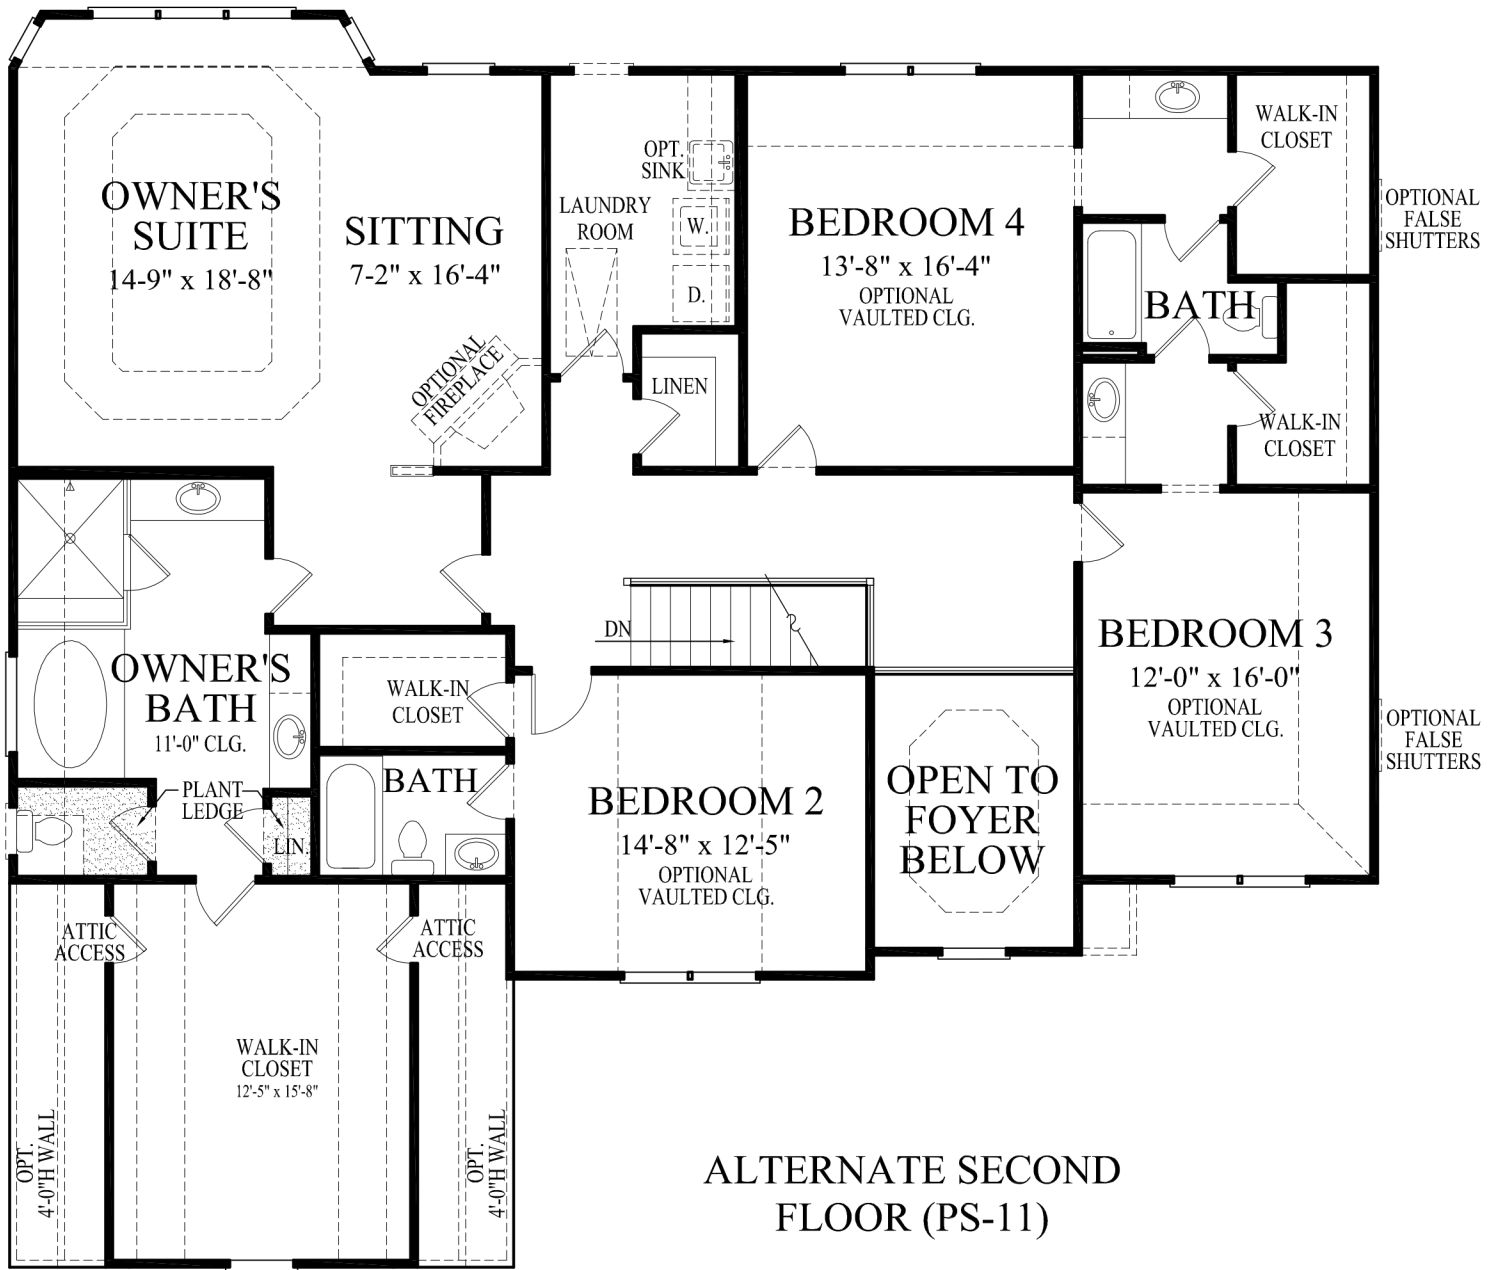 OWNER'S
SUITE
14'-9" x 18'-8"
SITTING
7'-2" x 16'-4"
OPTIONAL
FIREPLACE
LAUNDRY
ROOM
OPT.
SINK
W.
D.
LINEN
BEDROOM 4
13'-8" x 16'-4"
OPTIONAL
VAULTED CLG.
WALK-IN
CLOSET
OPTIONAL
FALSE
SHUTTERS
BATH
WALK-IN
CLOSET
OWNER'S
BATH
11'-0" CLG.
PLANT
LEDGE
LIN.
WALK-IN
CLOSET
BATH
DN
BEDROOM 2
14'-8" x 12'-5"
OPTIONAL
VAULTED CLG.
OPEN TO
FOYER
BELOW
BEDROOM 3
12'-0" x 16'-0"
OPTIONAL
VAULTED CLG.
OPTIONAL
FALSE
SHUTTERS
ATTIC
ACCESS
ATTIC
ACCESS
WALK-IN
CLOSET
12'-5" x 15'-8"
OPT.
4'-0"H WALL
OPT.
4'-0"H WALL
ALTERNATE SECOND
FLOOR (PS-11)